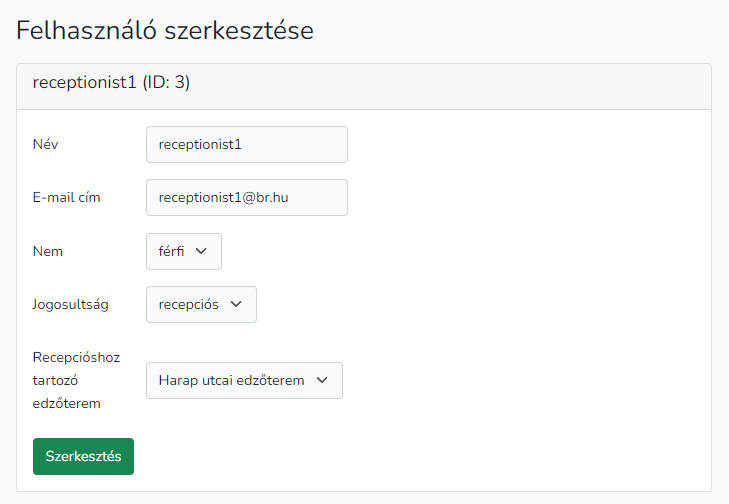 Felhasználó szerkesztése
receptionist1 (ID: 3)
Név
receptionist1
E-mail cím
receptionist1@br.hu
Nem
férfi
Jogosultság
recepciós
Recepcióshoz
tartozó
edzőterem
Harap utcai edzőterem
Szerkesztés